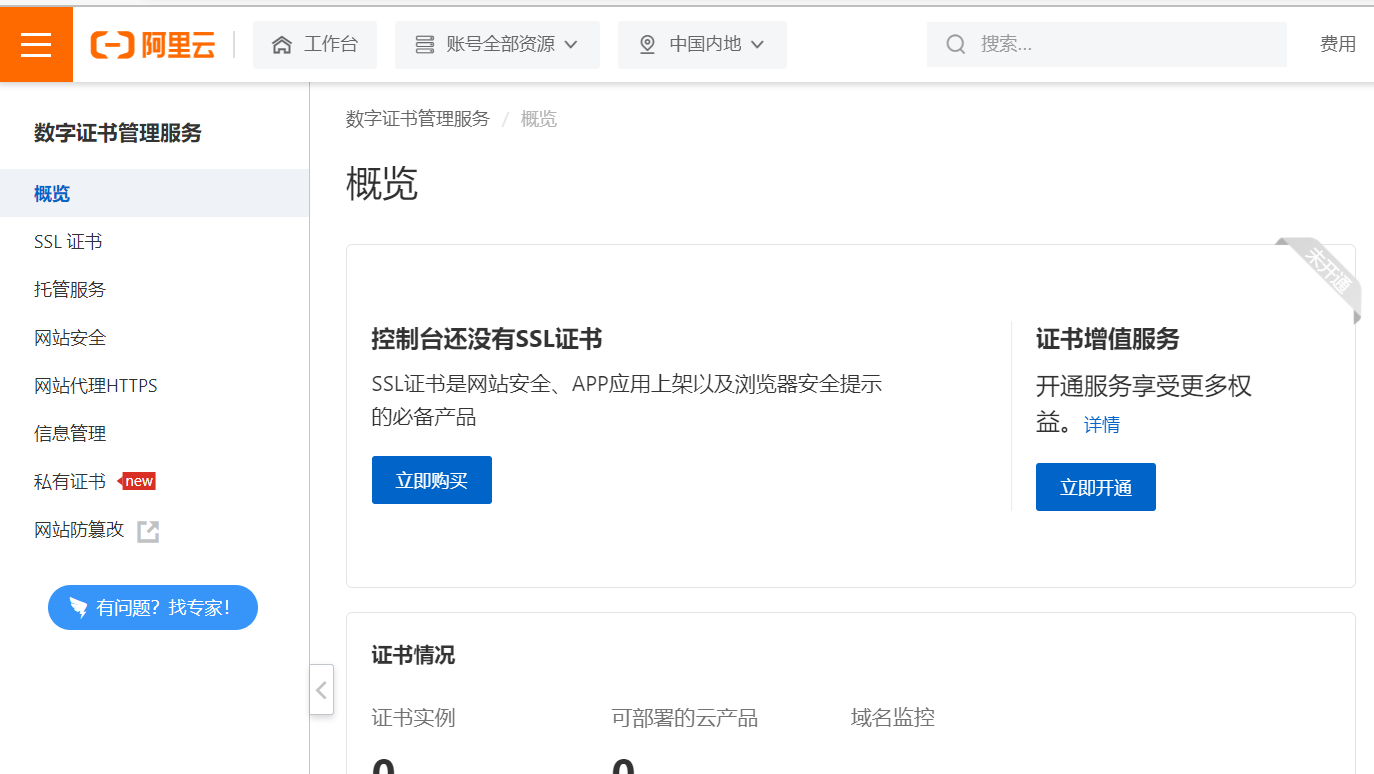 阿里云
工作台
账号全部资源
中国内地
搜索...
费用
数字证书管理服务
概览
SSL 证书
托管服务
网站安全
网站代理HTTPS
信息管理
私有证书 new
网站防篡改
有问题？找专家！
数字证书管理服务 / 概览
概览
未开通
控制台还没有SSL证书
SSL证书是网站安全、APP应用上架以及浏览器安全提示
的必备产品
立即购买
证书增值服务
开通服务享受更多权
益。 详情
立即开通
证书情况
证书实例
可部署的云产品
域名监控
0
0